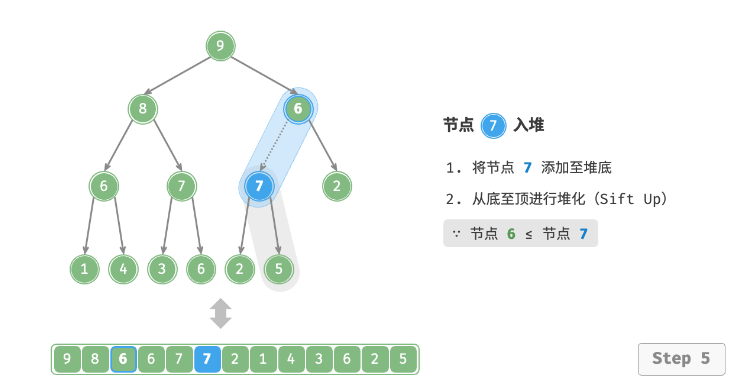 9
8 6
6 7 7 2
1 4 3 6 2 5
节点 7 入堆
1. 将节点 7 添加至堆底
2. 从底至顶进行堆化（Sift Up）
∵ 节点 6 ≤ 节点 7
9 8 6 6 7 7 2 1 4 3 6 2 5
Step 5